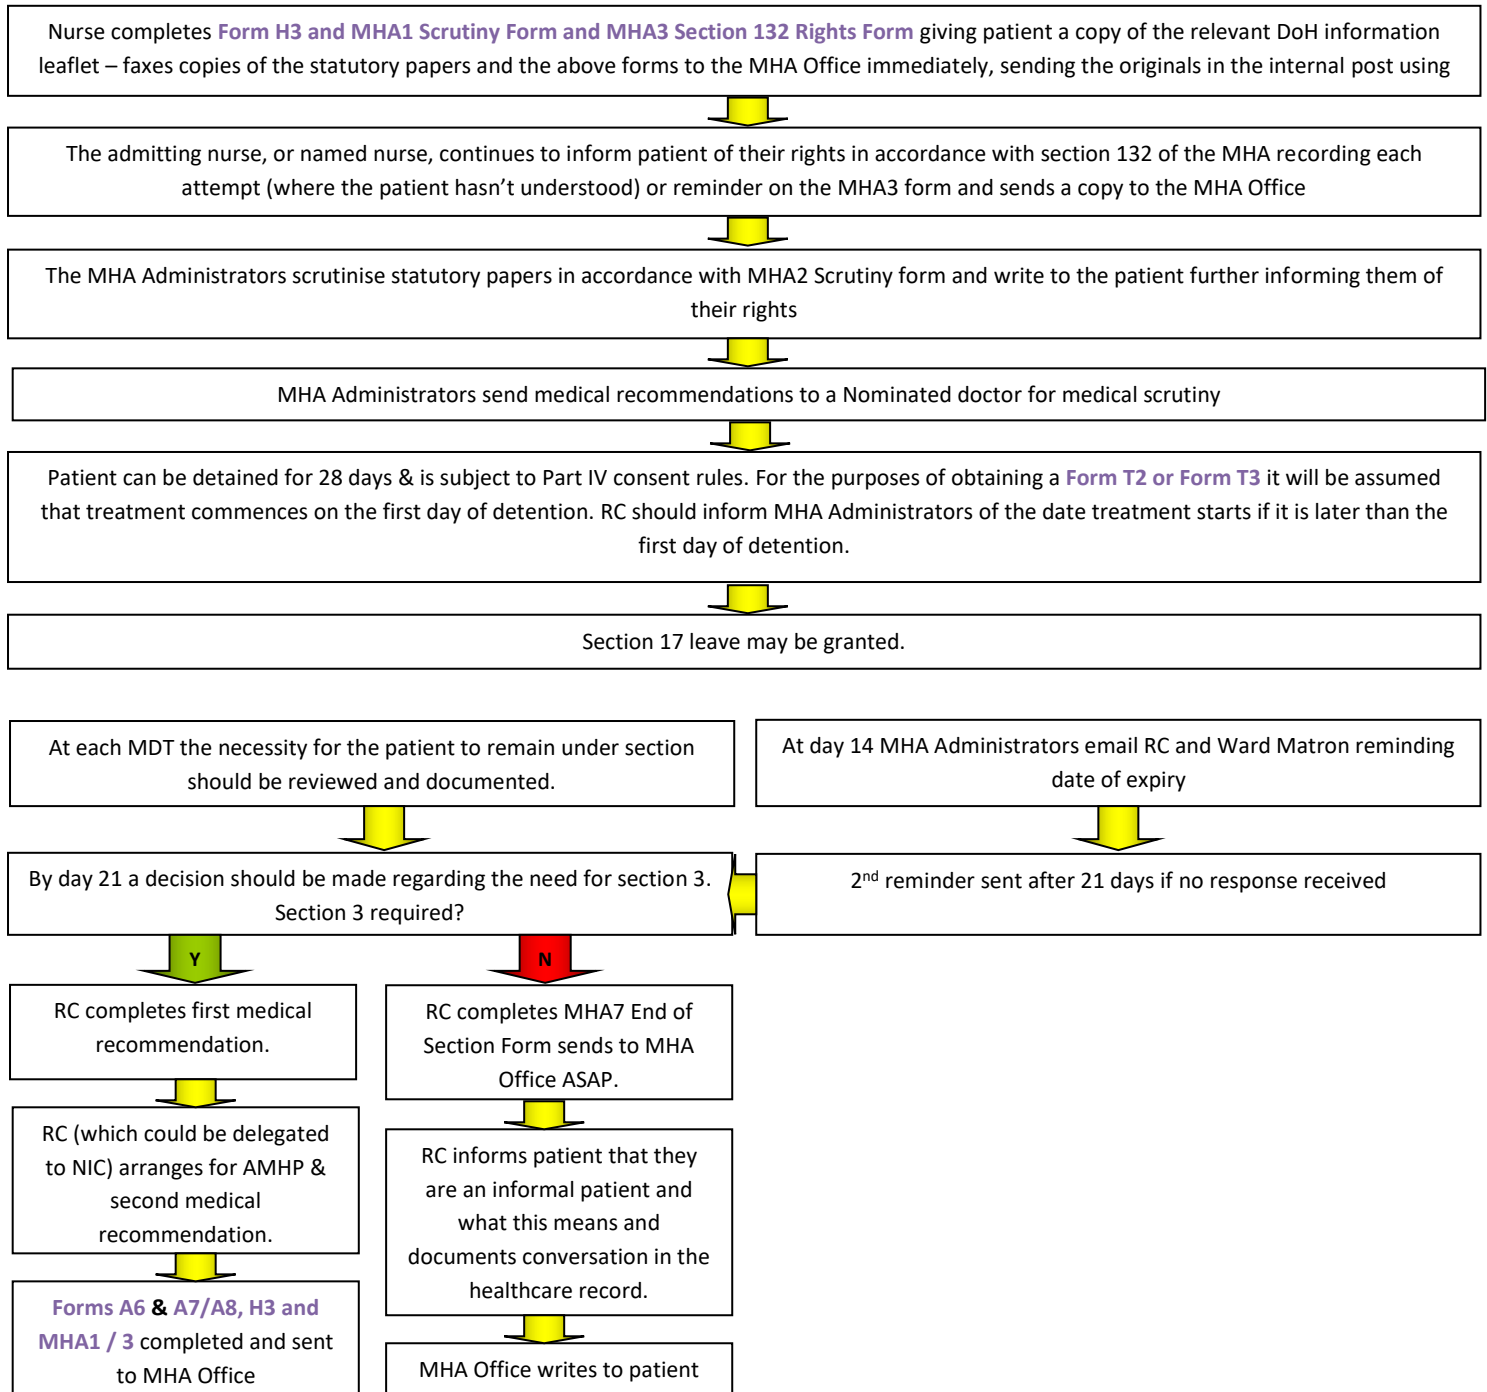 Nurse completes Form H3 and MHA1 Scrutiny Form and MHA3 Section 132 Rights Form giving patient a copy of the relevant DoH information
leaflet – faxes copies of the statutory papers and the above forms to the MHA Office immediately, sending the originals in the internal post using
The admitting nurse, or named nurse, continues to inform patient of their rights in accordance with section 132 of the MHA recording each
attempt (where the patient hasn't understood) or reminder on the MHA3 form and sends a copy to the MHA Office
The MHA Administrators scrutinise statutory papers in accordance with MHA2 Scrutiny form and write to the patient further informing them of
their rights
MHA Administrators send medical recommendations to a Nominated doctor for medical scrutiny
Patient can be detained for 28 days & is subject to Part IV consent rules. For the purposes of obtaining a Form T2 or Form T3 it will be assumed
that treatment commences on the first day of detention. RC should inform MHA Administrators of the date treatment starts if it is later than the
first day of detention.
Section 17 leave may be granted.
At each MDT the necessity for the patient to remain under section
should be reviewed and documented.
At day 14 MHA Administrators email RC and Ward Matron reminding
date of expiry
By day 21 a decision should be made regarding the need for section 3.
Section 3 required?
2nd reminder sent after 21 days if no response received
Y
N
RC completes first medical
recommendation.
RC completes MHA7 End of
Section Form sends to MHA
Office ASAP.
RC (which could be delegated
to NIC) arranges for AMHP &
second medical
recommendation.
RC informs patient that they
are an informal patient and
what this means and
documents conversation in the
healthcare record.
Forms A6 & A7/A8, H3 and
MHA1 / 3 completed and sent
to MHA Office
MHA Office writes to patient